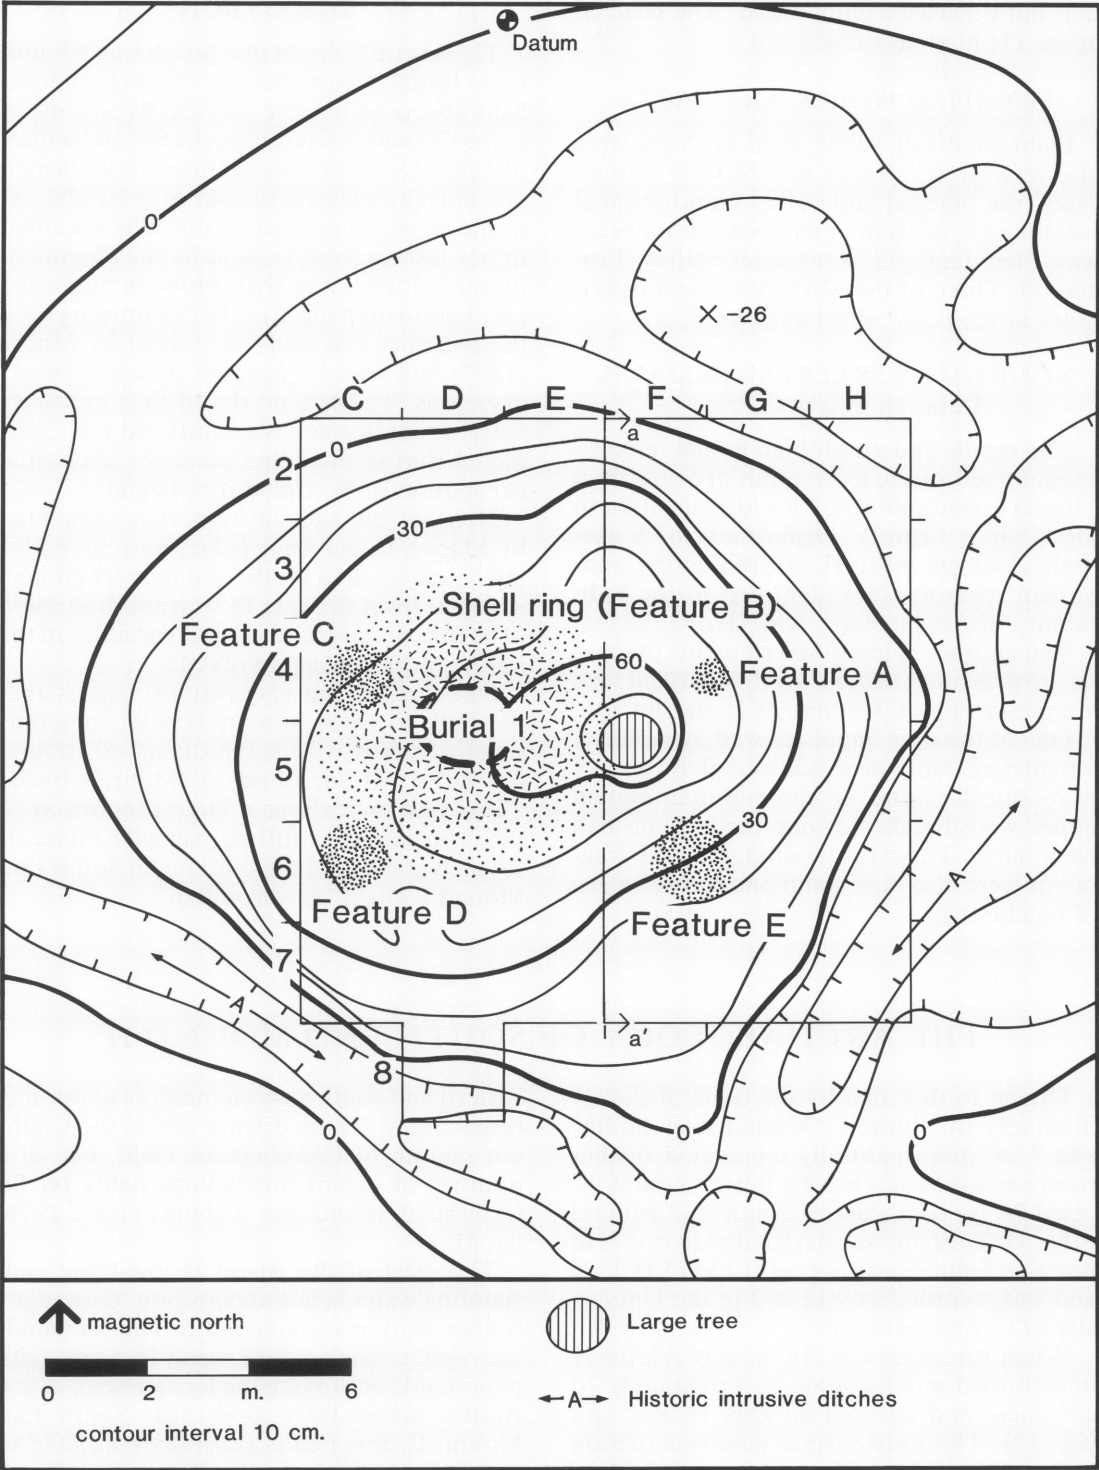 Datum
0
× -26
C D E F G H
a
0
2
30
3
Shell ring (Feature B)
Feature C
60
4
Feature A
Burial 1
5
30
6
A
Feature D
Feature E
7
A
a'
8
0
0
0
magnetic north
Large tree
0 2 m. 6
A Historic intrusive ditches
contour interval 10 cm.